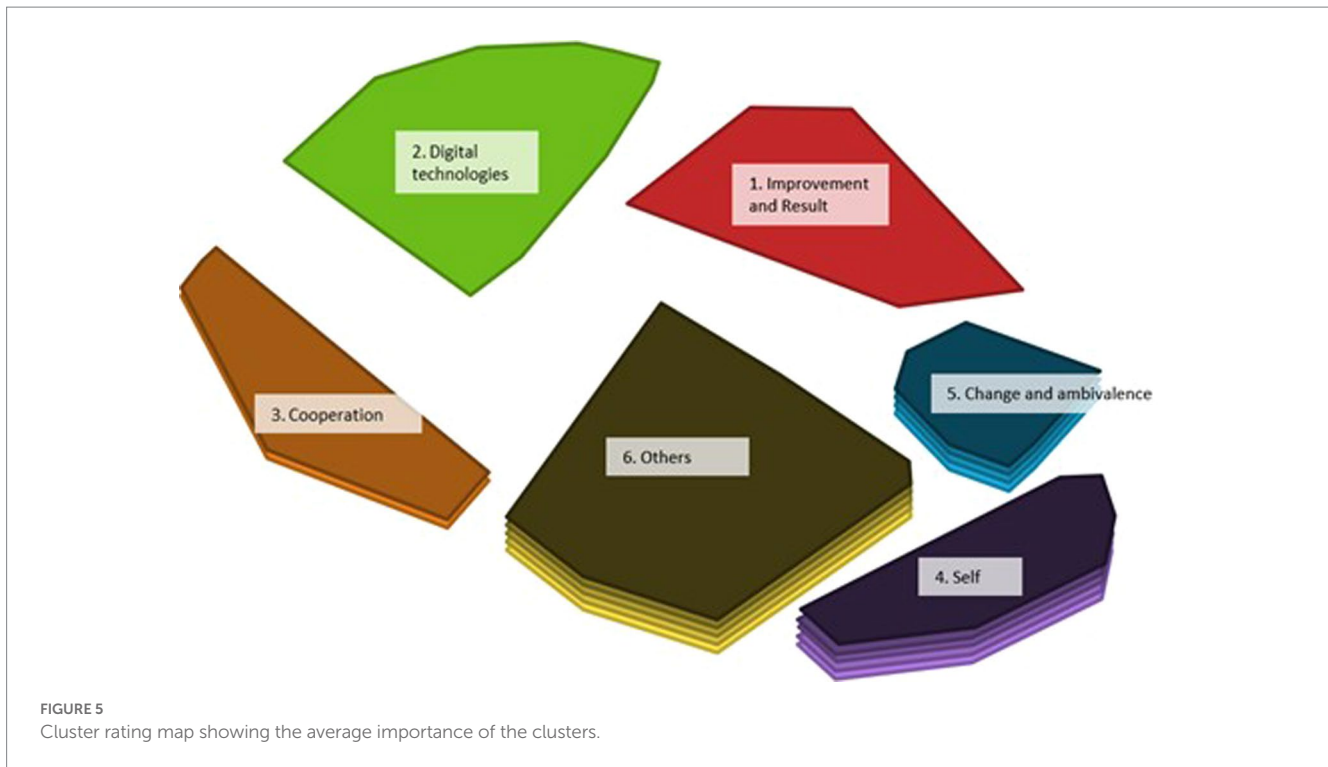 2. Digital
technologies
1. Improvement
and Result
3. Cooperation
5. Change and ambivalence
6. Others
4. Self
FIGURE 5
Cluster rating map showing the average importance of the clusters.